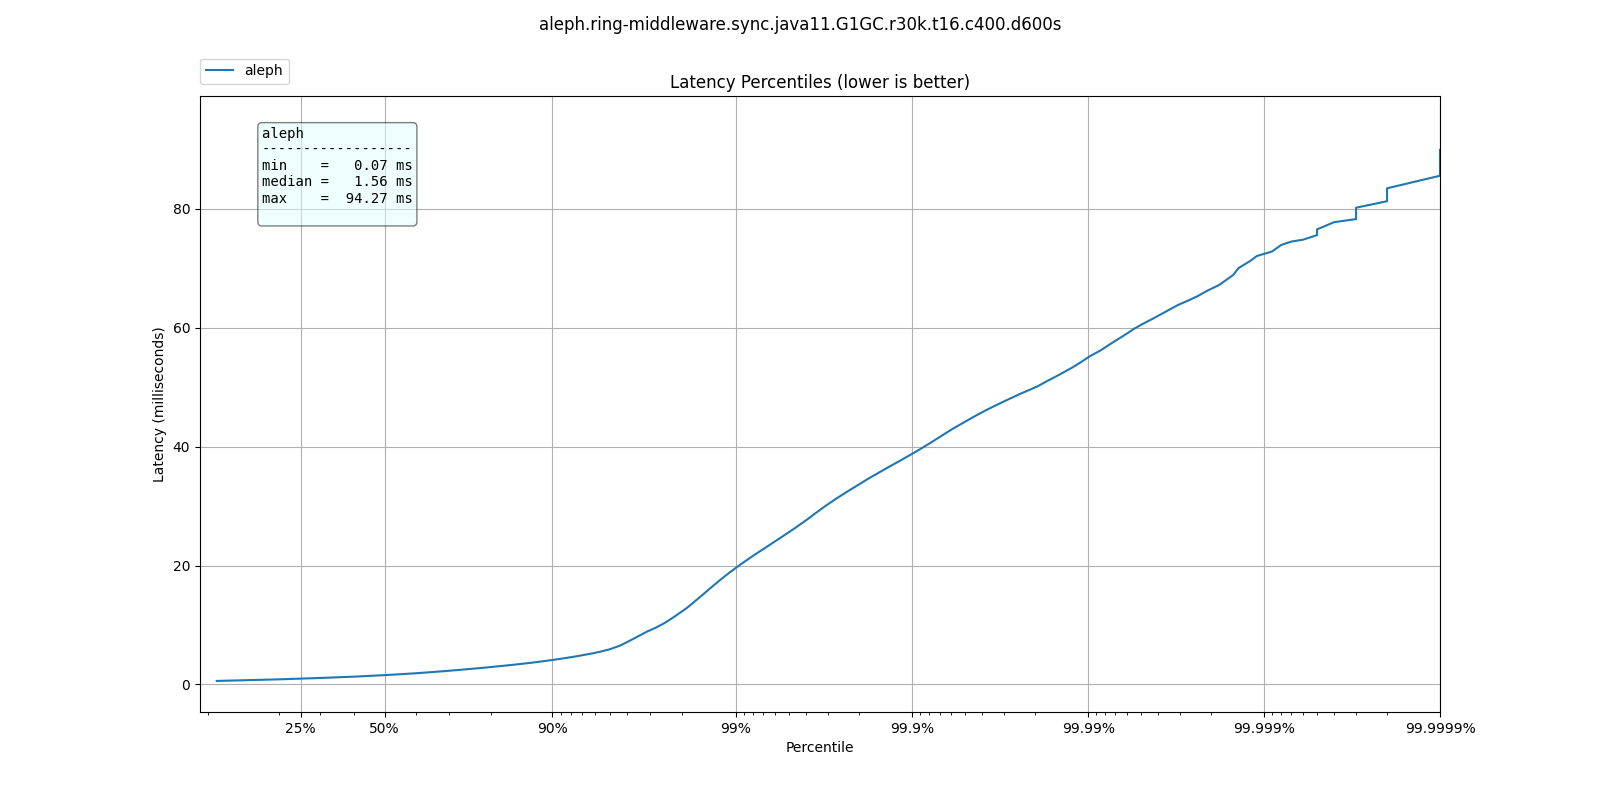 aleph.ring-middleware.sync.java11.G1GC.r30k.t16.c400.d600s
aleph
Latency Percentiles (lower is better)
aleph
------------------
min    =   0.07 ms
median =   1.56 ms
max    =  94.27 ms
80
60
40
20
0
Latency (milliseconds)
25% 50% 90% 99% 99.9% 99.99% 99.999% 99.9999%
Percentile